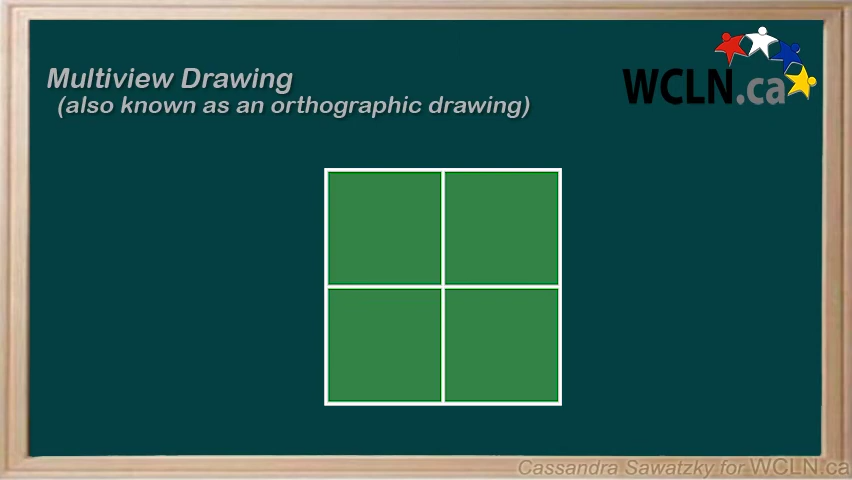 Multiview Drawing
(also known as an orthographic drawing)
WCLN.ca
Cassandra Sawatzky for WCLN.ca